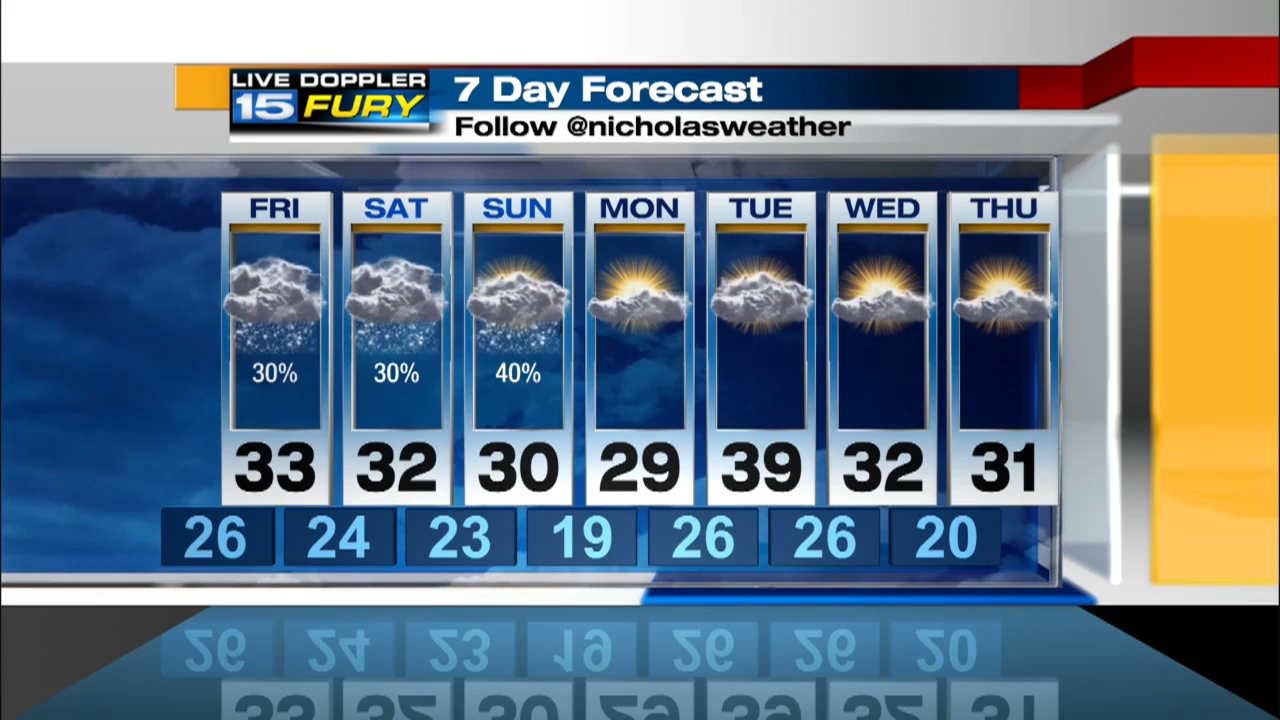 LIVE DOPPLER
15 FURY
7 Day Forecast
Follow @nicholasweather
FRI SAT SUN MON TUE WED THU
30% 30% 40%
33 32 30 29 39 32 31
26 24 23 19 26 26 20